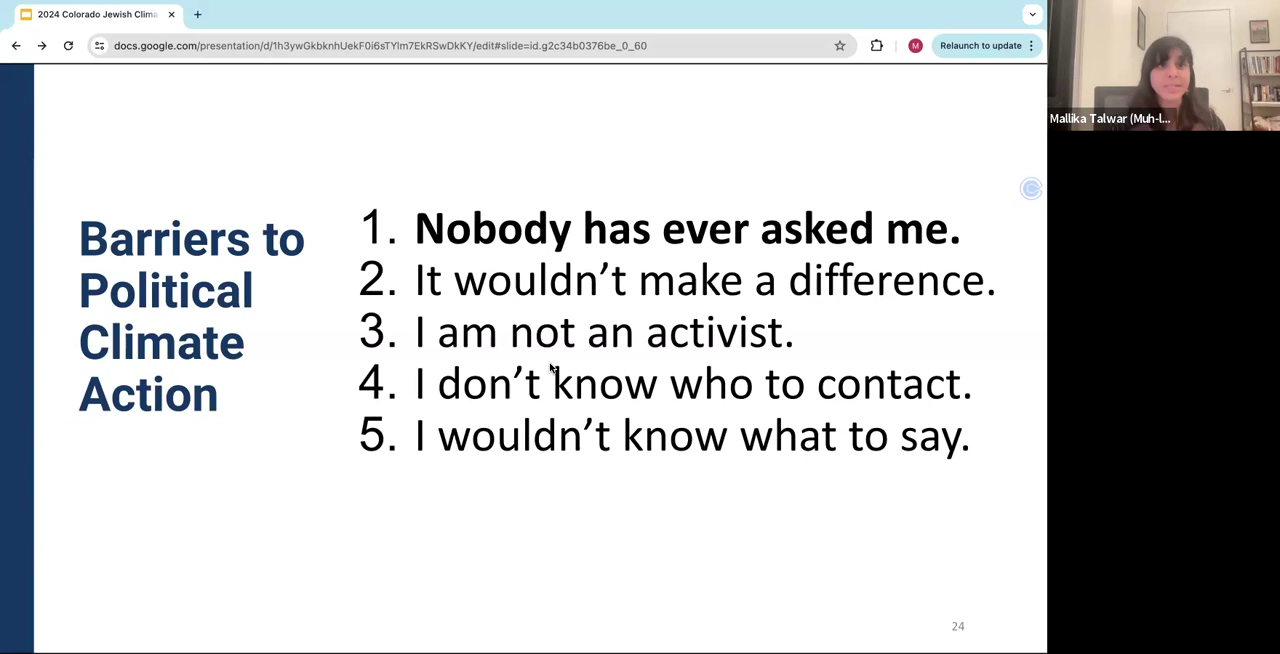 2024 Colorado Jewish Clima
docs.google.com/presentation/d/1h3ywGkbknhUekF0i6sTYlm7EkRSwDkKY/edit#slide=id.g2c34b0376be_0_60
M
Relaunch to update
Mallika Talwar (Muh-l...
Barriers to
Political
Climate
Action
1. Nobody has ever asked me.
2. It wouldn’t make a difference.
3. I am not an activist.
4. I don’t know who to contact.
5. I wouldn’t know what to say.
24